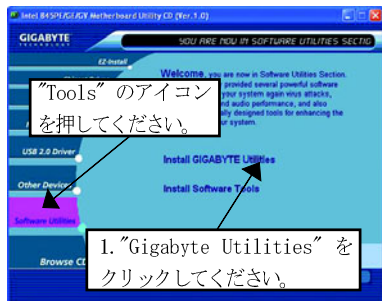 Intel 845PE/GE/GV Motherboard Utility CD (Ver.1.0)
GIGABYTE
TECHNOLOGY
YOU ARE NOW IN SOFTWARE UTILITIES SECTIO
EZ-Install
Welcome, you are now in Software Utilities Section.
provided several powerful software
your system again virus attacks,
nd audio performance, and also
lly designed tools for enhancing the
ur system.
"Tools" のアイコン
を押してください。
USB 2.0 Driver
Install GIGABYTE Utilities
Other Devices
Install Software Tools
Software Utilities
1."Gigabyte Utilities" を
クリックしてください。
Browse CD